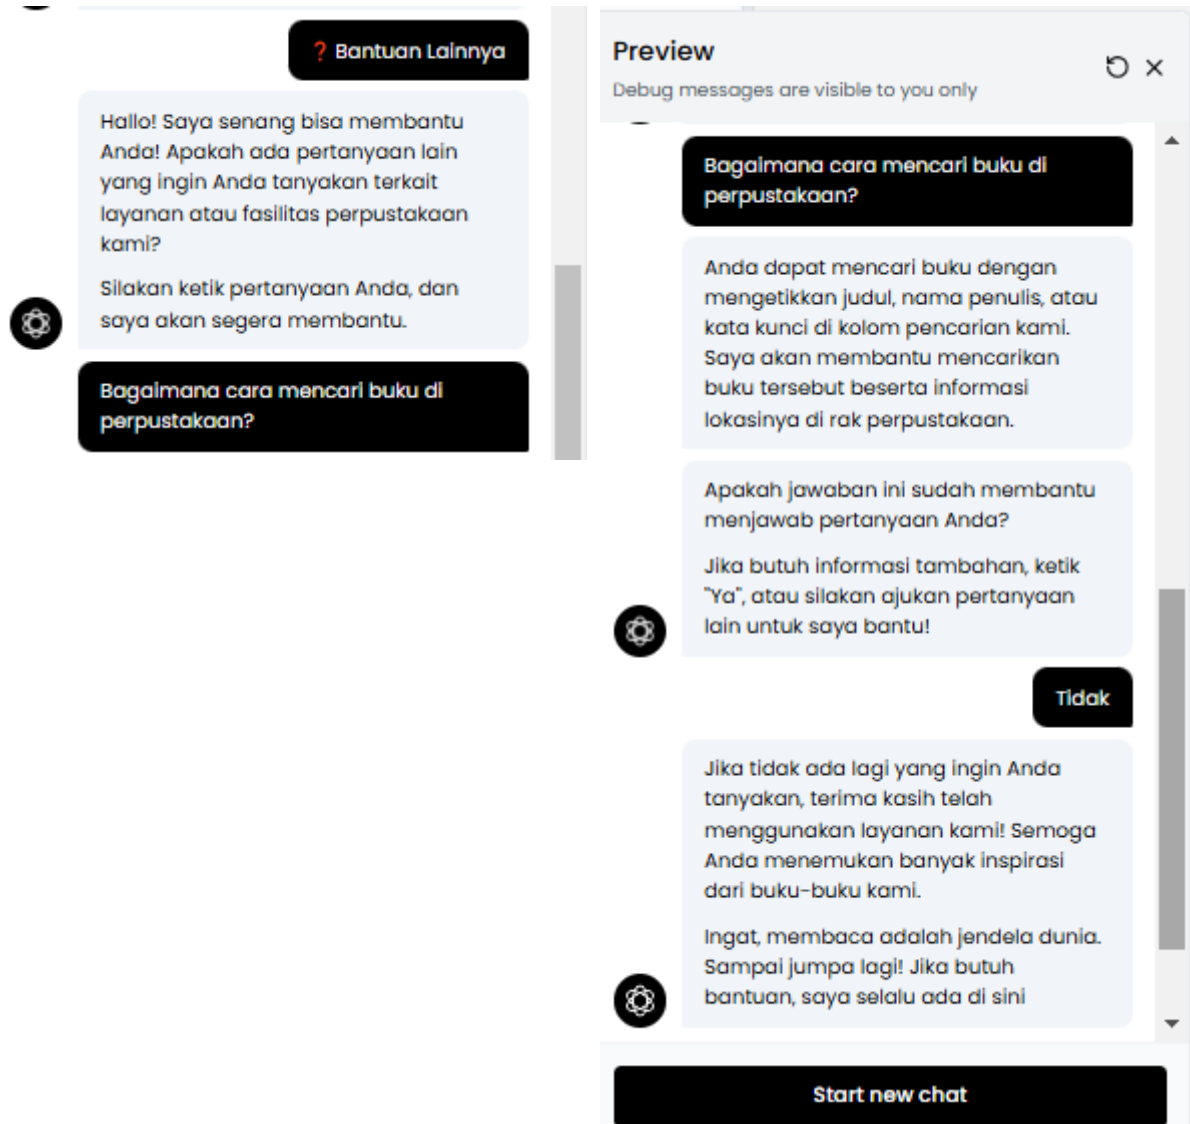 ❓ Bantuan Lainnya
Hallo! Saya senang bisa membantu
Anda! Apakah ada pertanyaan lain
yang ingin Anda tanyakan terkait
layanan atau fasilitas perpustakaan
kami?
Silakan ketik pertanyaan Anda, dan
saya akan segera membantu.
Bagaimana cara mencari buku di
perpustakaan?
Preview
Debug messages are visible to you only
Bagaimana cara mencari buku di
perpustakaan?
Anda dapat mencari buku dengan
mengetikkan judul, nama penulis, atau
kata kunci di kolom pencarian kami.
Saya akan membantu mencarikan
buku tersebut beserta informasi
lokasinya di rak perpustakaan.
Apakah jawaban ini sudah membantu
menjawab pertanyaan Anda?
Jika butuh informasi tambahan, ketik
"Ya", atau silakan ajukan pertanyaan
lain untuk saya bantu!
Tidak
Jika tidak ada lagi yang ingin Anda
tanyakan, terima kasih telah
menggunakan layanan kami! Semoga
Anda menemukan banyak inspirasi
dari buku-buku kami.
Ingat, membaca adalah jendela dunia.
Sampai jumpa lagi! Jika butuh
bantuan, saya selalu ada di sini
Start new chat